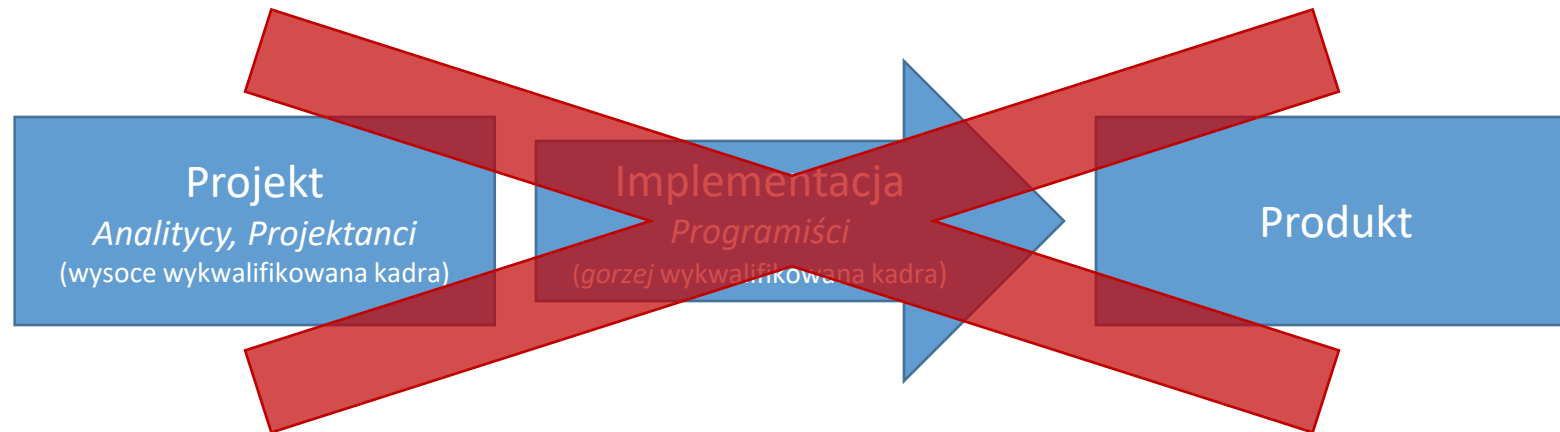 Projekt
Analitycy, Projektanci
(wysoce wykwalifikowana kadra)
Implementacja
Programiści
(gorzej wykwalifikowana kadra)
Produkt